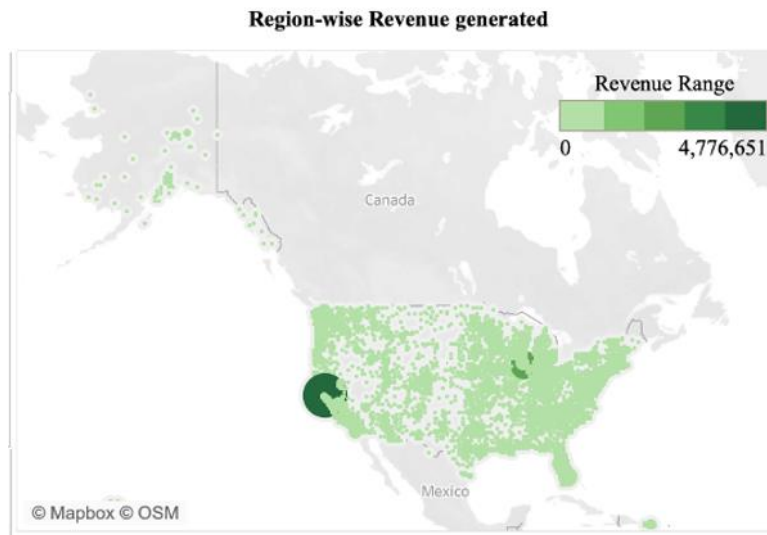 Region-wise Revenue generated
Revenue Range
0 4,776,651
Canada
Mexico
© Mapbox © OSM